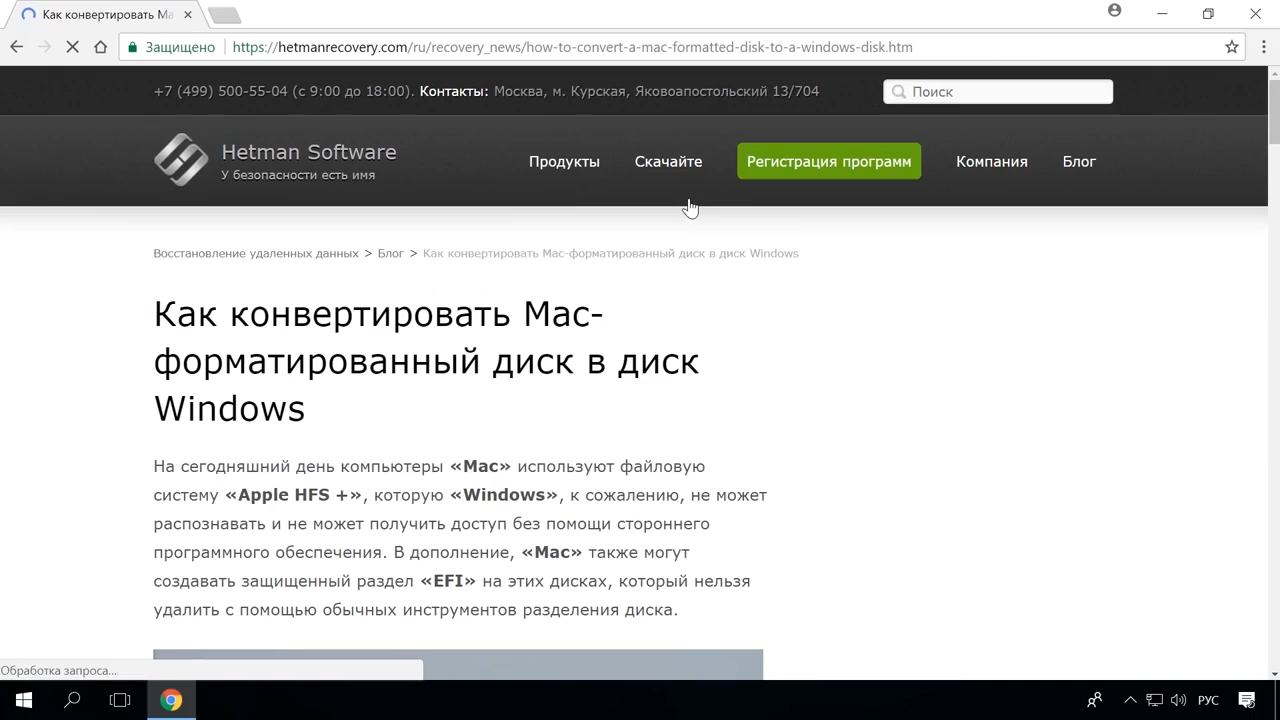 Как конвертировать Ма
Защищено
https://hetmanrecovery.com/ru/recovery_news/how-to-convert-a-mac-formatted-disk-to-a-windows-disk.htm
+7 (499) 500-55-04 (с 9:00 до 18:00). Контакты: Москва, м. Курская, Яковоапостольский 13/704
Поиск
Hetman Software
У безопасности есть имя
Продукты
Скачайте
Регистрация программ
Компания
Блог
Восстановление удаленных данных > Блог > Как конвертировать Mac-форматированный диск в диск Windows
Как конвертировать Mac-
форматированный диск в диск
Windows
На сегодняшний день компьютеры «Mac» используют файловую
систему «Apple HFS +», которую «Windows», к сожалению, не может
распознавать и не может получить доступ без помощи стороннего
программного обеспечения. В дополнение, «Mac» также могут
создавать защищенный раздел «EFI» на этих дисках, который нельзя
удалить с помощью обычных инструментов разделения диска.
Обработка запроса...
РУС